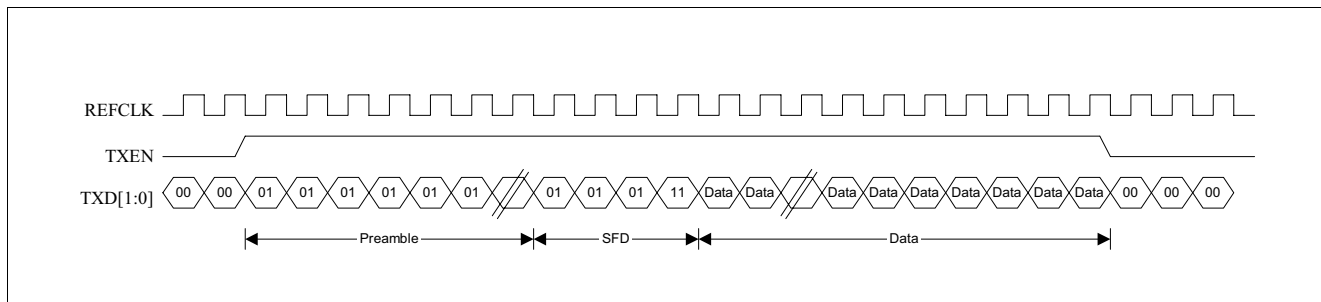 REFCLK
TXEN
TXD[1:0] 00 00 01 01 01 01 01 01 01 01 01 11 Data Data Data Data Data Data Data Data Data 00 00 00
Preamble SFD Data